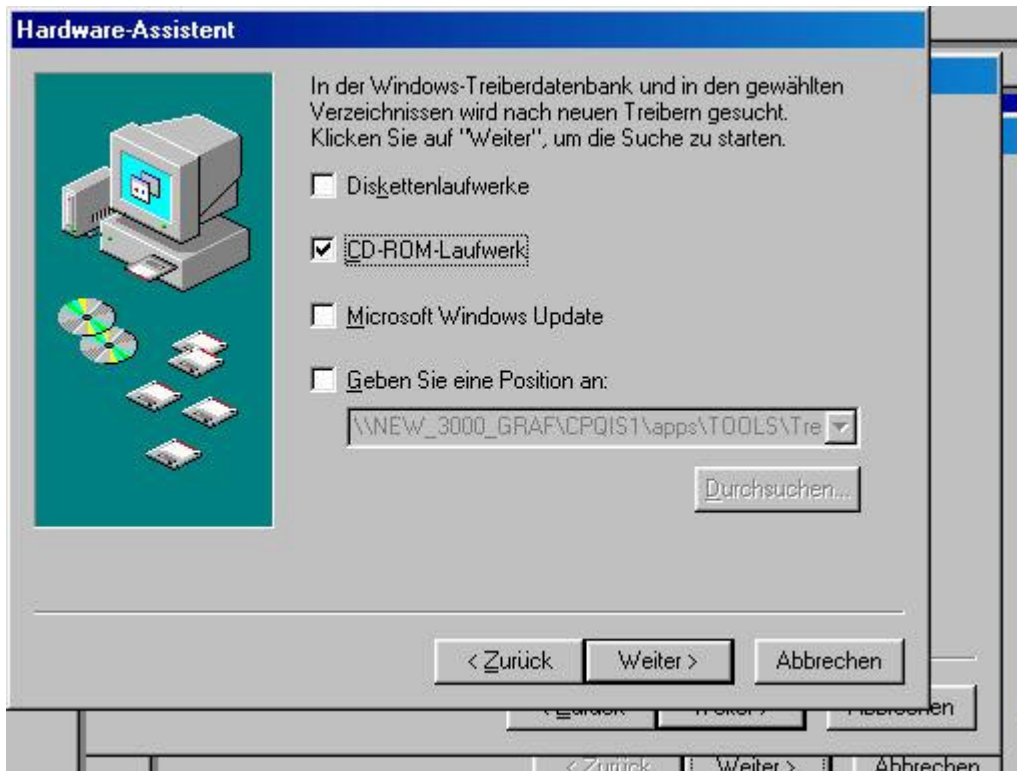 Hardware-Assistent
In der Windows-Treiberdatenbank und in den gewählten
Verzeichnissen wird nach neuen Treibern gesucht.
Klicken Sie auf "Weiter", um die Suche zu starten.
Diskettenlaufwerke
CD-ROM-Laufwerk
Microsoft Windows Update
Geben Sie eine Position an:
\\NEW_3000_GRAF\CPQIS1\apps\TOOLS\Tre
Durchsuchen...
< Zurück Weiter > Abbrechen
< Zurück Weiter > Abbrechen
< Zurück Weiter > Abbrechen